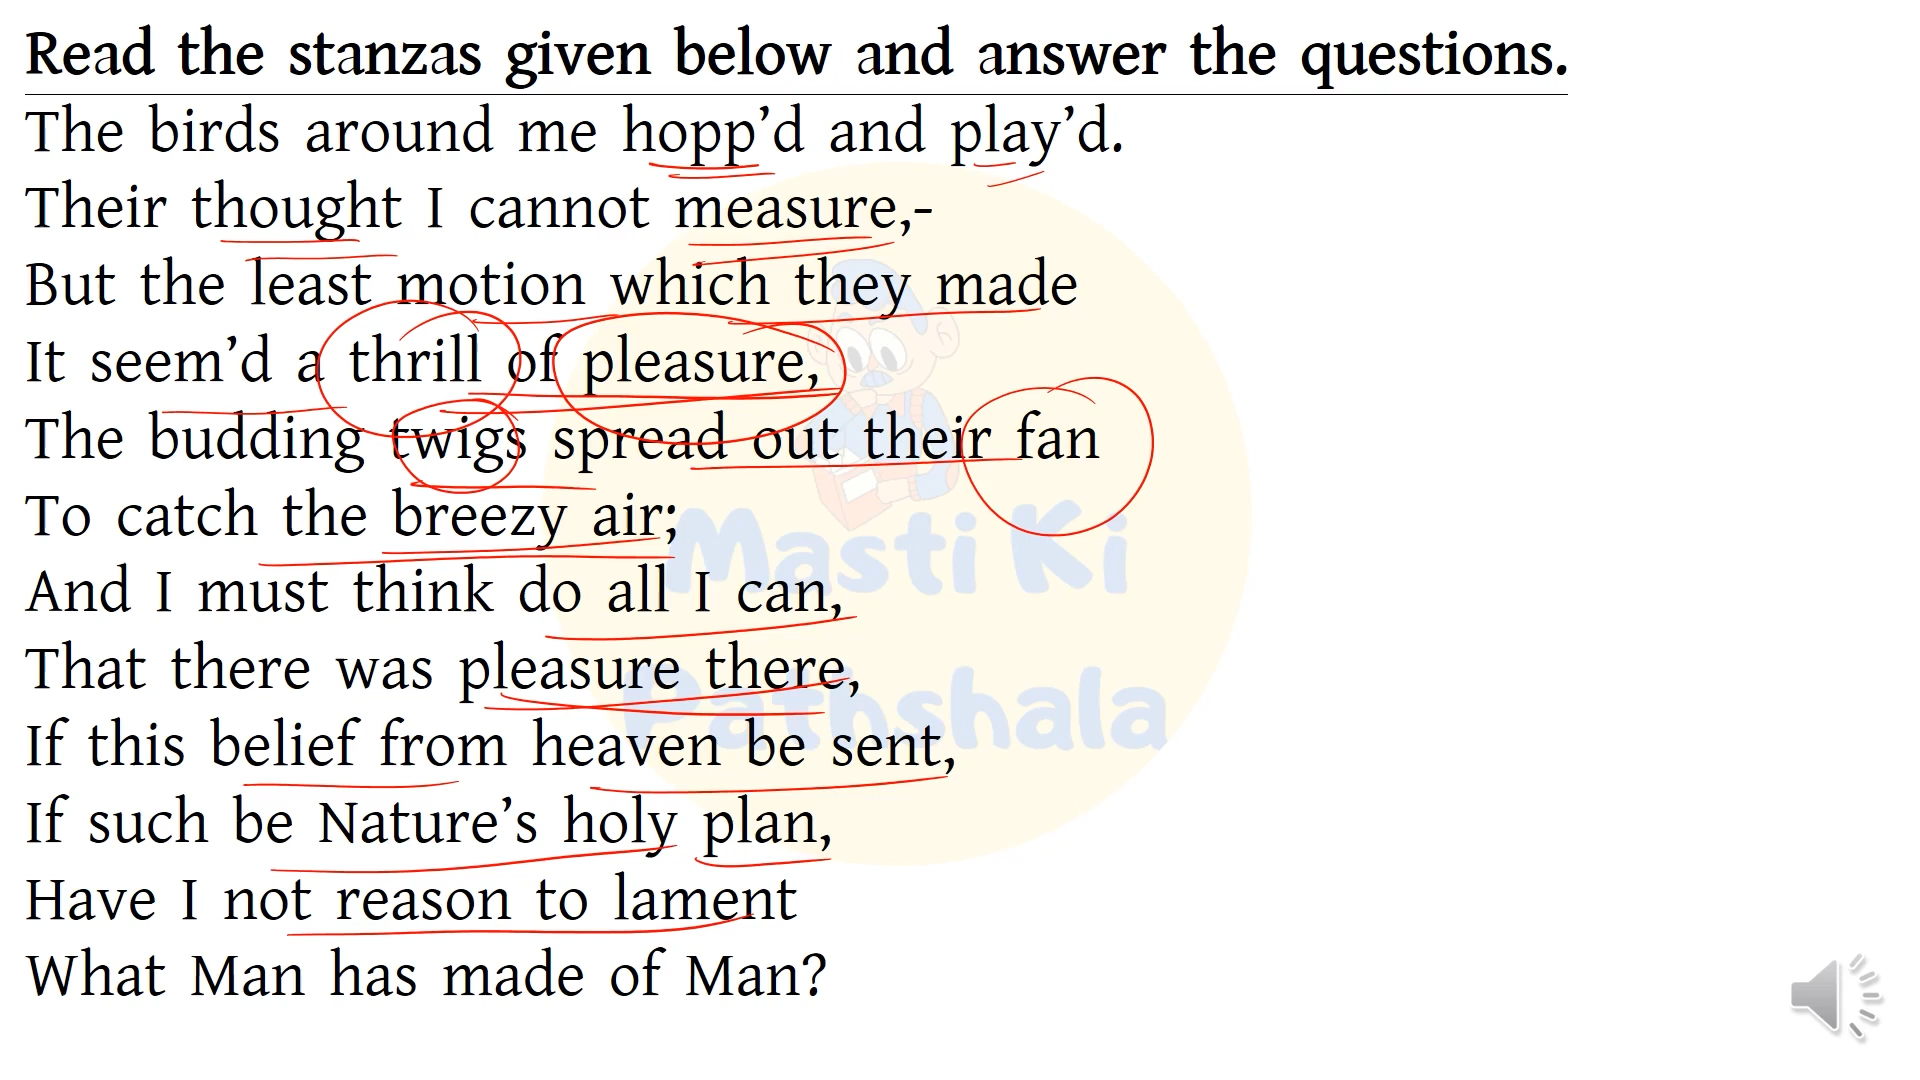 Read the stanzas given below and answer the questions.
The birds around me hopp’d and play’d.
Their thought I cannot measure,-
But the least motion which they made
It seem’d a thrill of pleasure,
The budding twigs spread out their fan
To catch the breezy air;
And I must think do all I can,
That there was pleasure there,
If this belief from heaven be sent,
If such be Nature’s holy plan,
Have I not reason to lament
What Man has made of Man?
Masti Ki
Pathshala